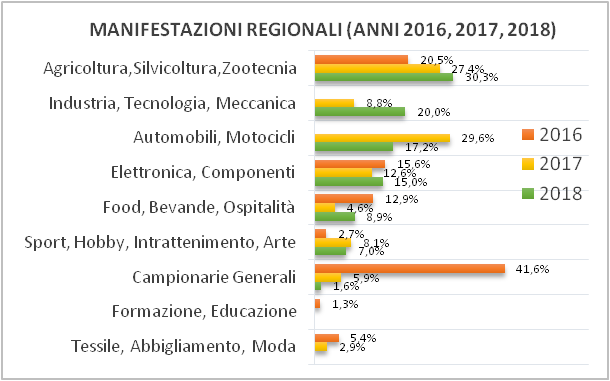 MANIFESTAZIONI REGIONALI (ANNI 2016, 2017, 2018)
Agricoltura,Silvicoltura,Zootecnia
20,5%
27,4%
30,3%
Industria, Tecnologia, Meccanica
8,8%
20,0%
Automobili, Motocicli
29,6%
17,2%
2016
2017
2018
Elettronica, Componenti
15,6%
12,6%
15,0%
Food, Bevande, Ospitalità
12,9%
4,6%
8,9%
Sport, Hobby, Intrattenimento, Arte
2,7%
8,1%
7,0%
Campionarie Generali
41,6%
5,9%
1,6%
Formazione, Educazione
1,3%
Tessile, Abbigliamento, Moda
5,4%
2,9%